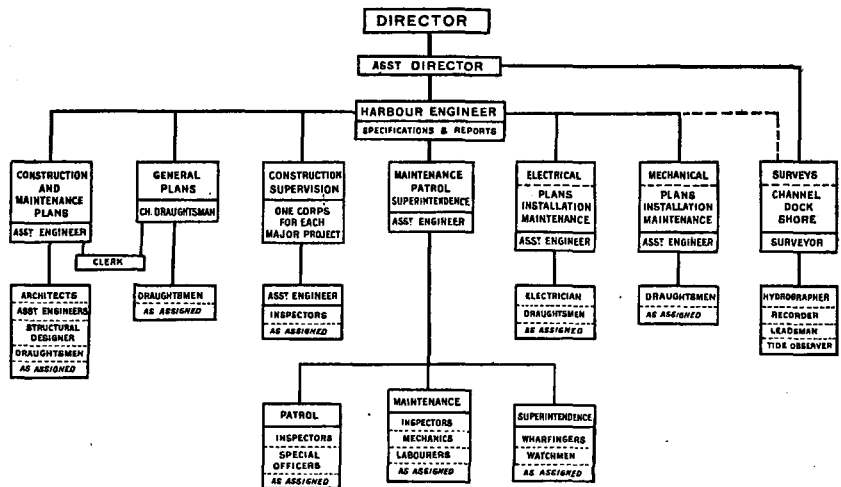 DIRECTOR
ASST DIRECTOR
HARBOUR ENGINEER
SPECIFICATIONS & REPORTS
CONSTRUCTION
AND
MAINTENANCE
PLANS
ASST ENGINEER
GENERAL
PLANS
CH. DRAUGHTSMAN
CLERK
CONSTRUCTION
SUPERVISION
ONE CORPS
FOR EACH
MAJOR PROJECT
MAINTENANCE
PATROL
SUPERINTENDENCE
ASST ENGINEER
ELECTRICAL
PLANS
INSTALLATION
MAINTENANCE
ASST ENGINEER
MECHANICAL
PLANS
INSTALLATION
MAINTENANCE
ASST ENGINEER
SURVEYS
CHANNEL
DOCK
SHORE
SURVEYOR
ARCHITECTS
ASST ENGINEERS
STRUCTURAL
DESIGNER
DRAUGHTSMEN
AS ASSIGNED
DRAUGHTSMEN
AS ASSIGNED
ASST ENGINEER
INSPECTORS
AS ASSIGNED
ELECTRICIAN
DRAUGHTSMEN
AS ASSIGNED
DRAUGHTSMEN
AS ASSIGNED
HYDROGRAPHER
RECORDER
LEADSMAN
TIDE OBSERVER
PATROL
INSPECTORS
SPECIAL
OFFICERS
AS ASSIGNED
MAINTENANCE
INSPECTORS
MECHANICS
LABOURERS
AS ASSIGNED
SUPERINTENDENCE
WHARFINGERS
WATCHMEN
AS ASSIGNED